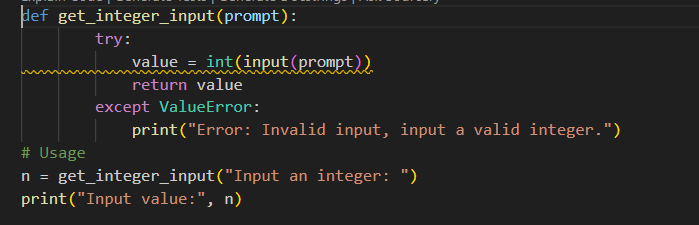 def get_integer_input(prompt):
        try:
            value = int(input(prompt))
            return value
        except ValueError:
            print("Error: Invalid input, input a valid integer.")
# Usage
n = get_integer_input("Input an integer: ")
print("Input value:", n)